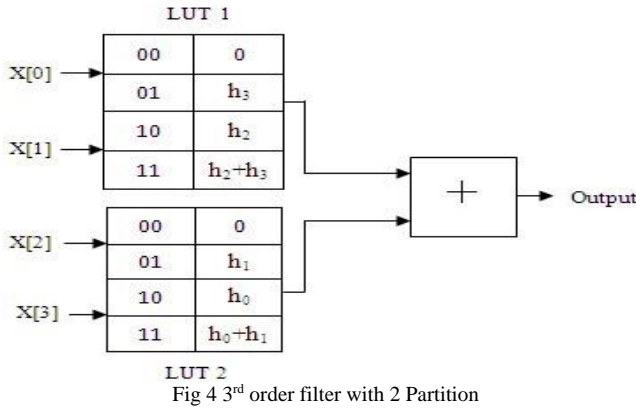 LUT 1
00 0
X[0]
01 h₃
10 h₂
X[1]
11 h₂+h₃
+
Output
00 0
X[2]
01 h₁
10 h₀
X[3]
11 h₀+h₁
LUT 2
Fig 4 3rd order filter with 2 Partition